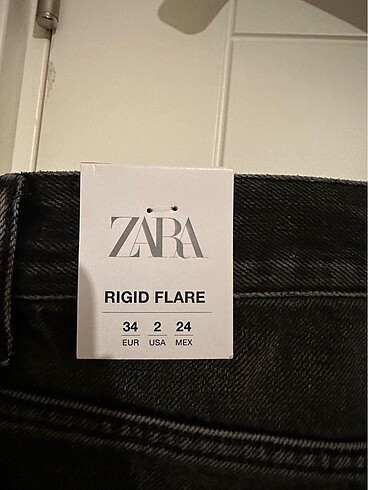 ZARA
RIGID FLARE
34 2 24
EUR USA MEX